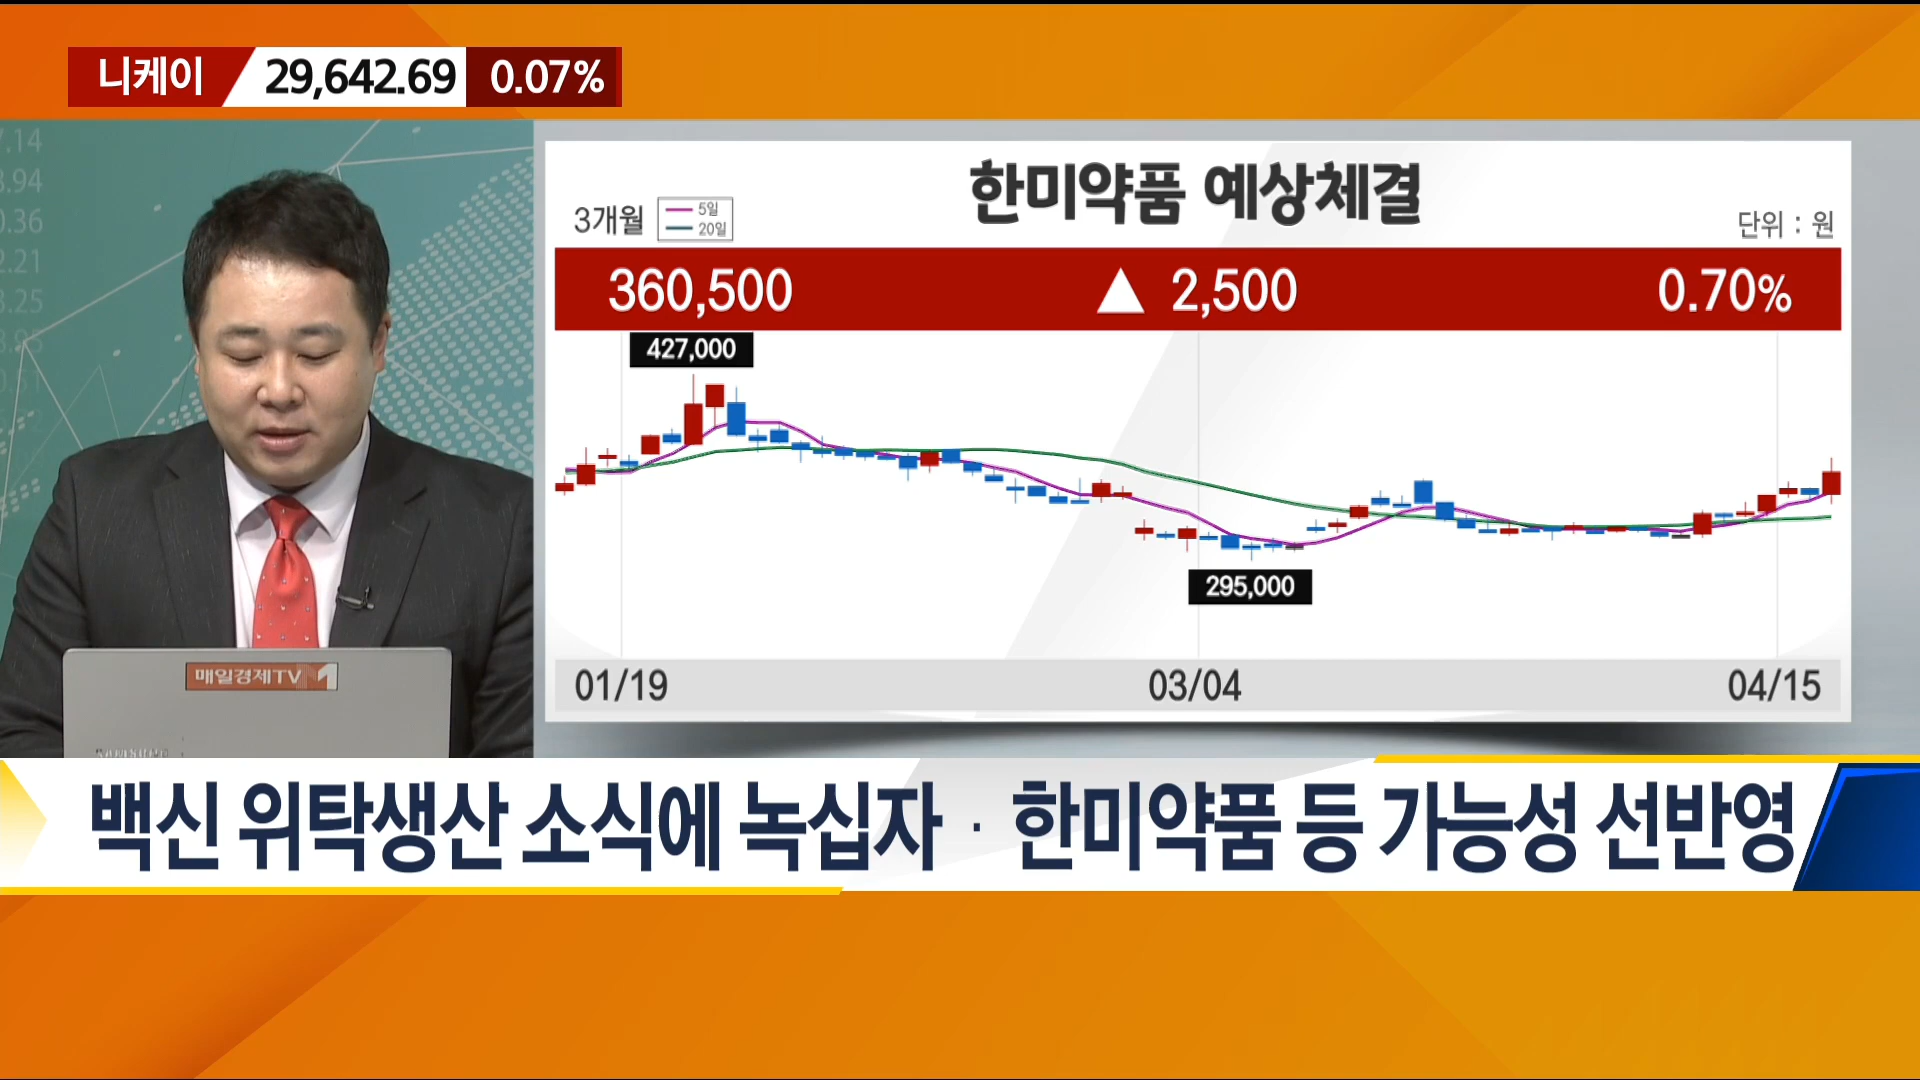 니케이 29,642.69 0.07%
한미약품 예상체결
3개월
5일
20일
단위 : 원
360,500 ▲ 2,500 0.70%
427,000
295,000
01/19 03/04 04/15
매일경제TV M
백신 위탁생산 소식에 녹십자 · 한미약품 등 가능성 선반영